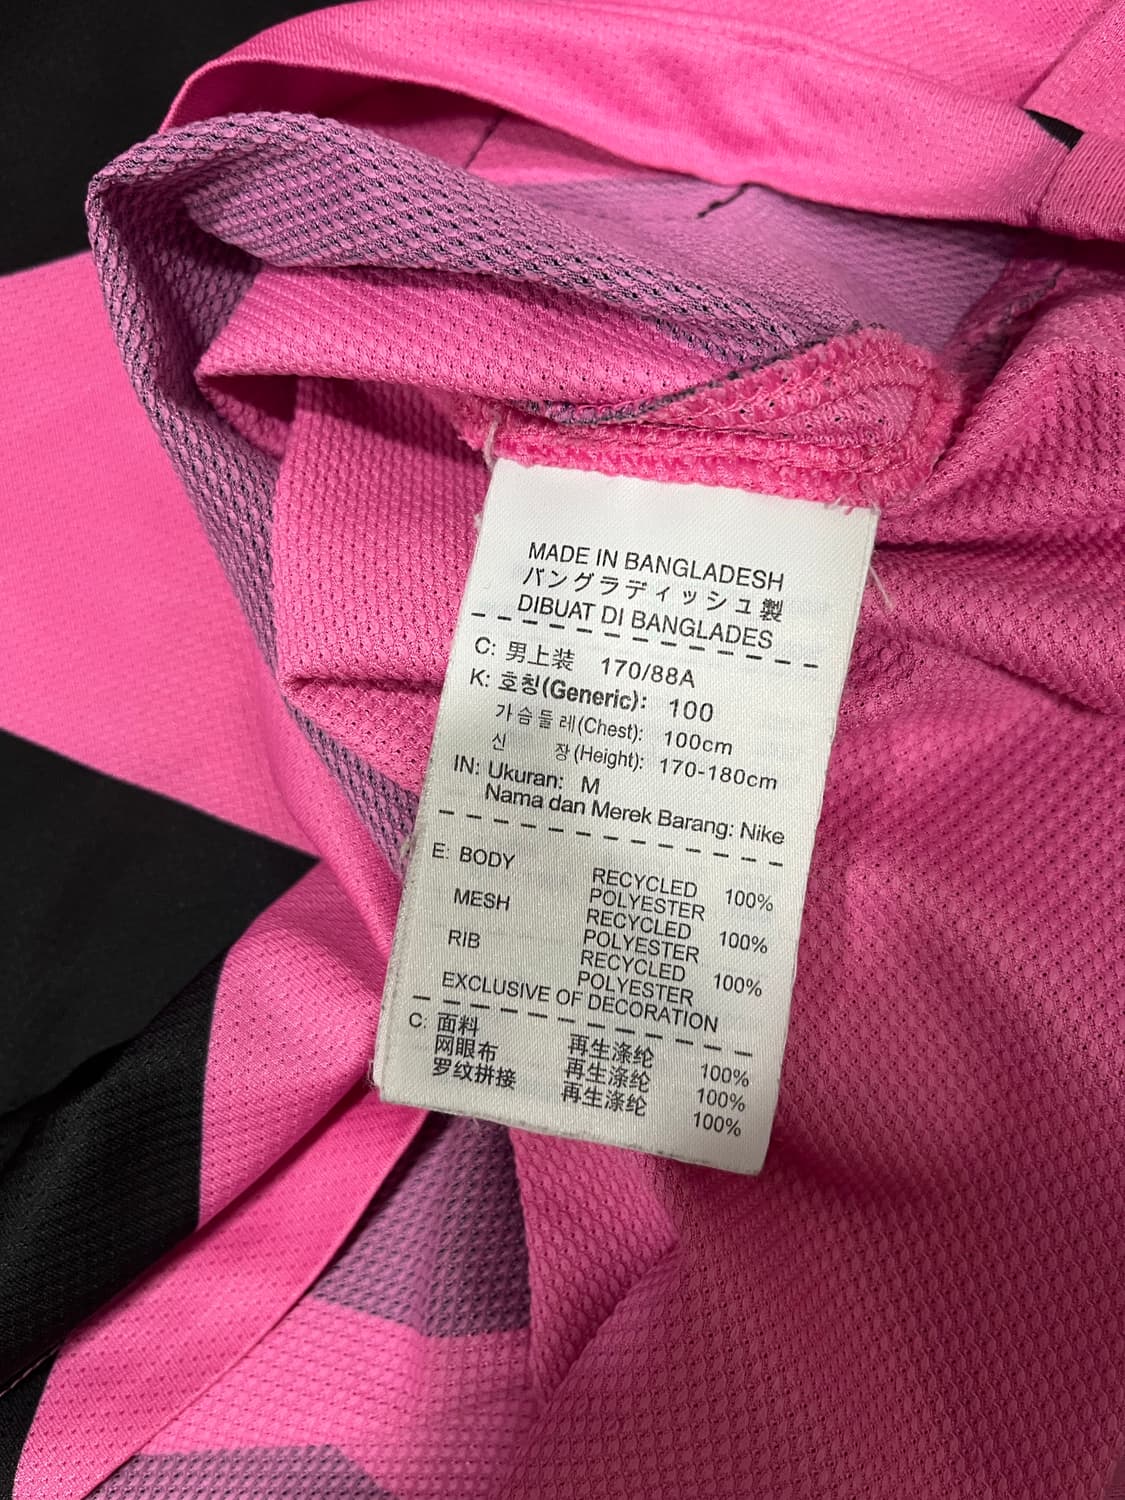 MADE IN BANGLADESH
バングラディッシュ製
DIBUAT DI BANGLADES
C: 男上装 170/88A
K: 호칭(Generic): 100
가슴둘레(Chest): 100cm
신 장(Height): 170-180cm
IN: Ukuran: M
Nama dan Merek Barang: Nike
E: BODY RECYCLED POLYESTER 100%
MESH RECYCLED POLYESTER 100%
RIB RECYCLED POLYESTER 100%
EXCLUSIVE OF DECORATION
C: 面料 再生涤纶 100%
网眼布 再生涤纶 100%
罗纹拼接 再生涤纶 100%